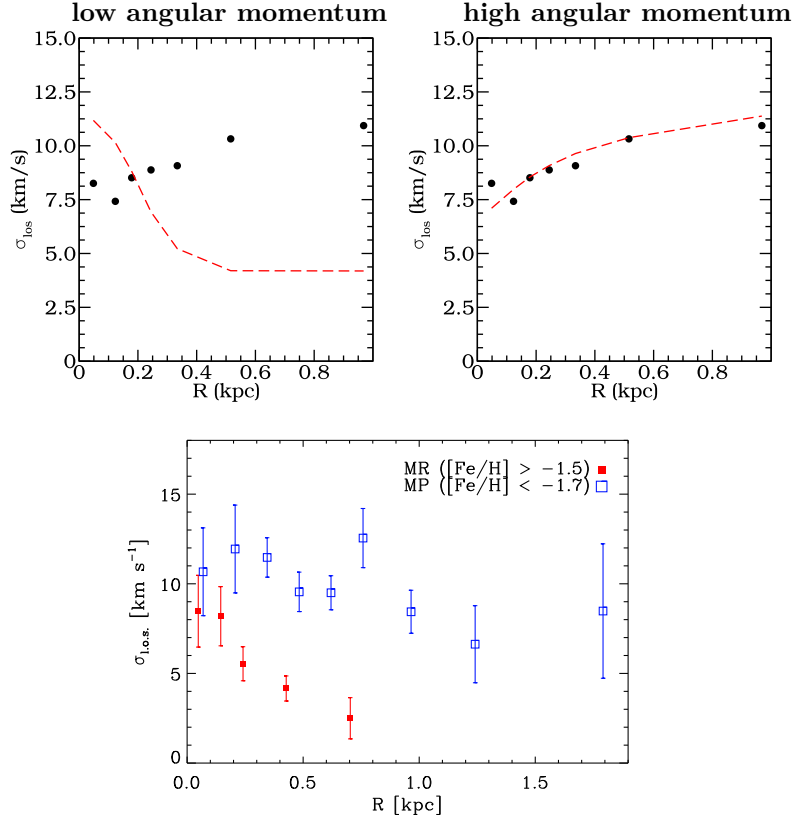 low angular momentum
high angular momentum
15.0
12.5
10.0
7.5
5.0
2.5
0
σlos (km/s)
0 0.2 0.4 0.6 0.8
R (kpc)
15.0
12.5
10.0
7.5
5.0
2.5
0
σlos (km/s)
0 0.2 0.4 0.6 0.8
R (kpc)
MR ([Fe/H] > −1.5)
MP ([Fe/H] < −1.7)
15
10
5
0
σl.o.s. [km s−1]
0.0 0.5 1.0 1.5
R [kpc]